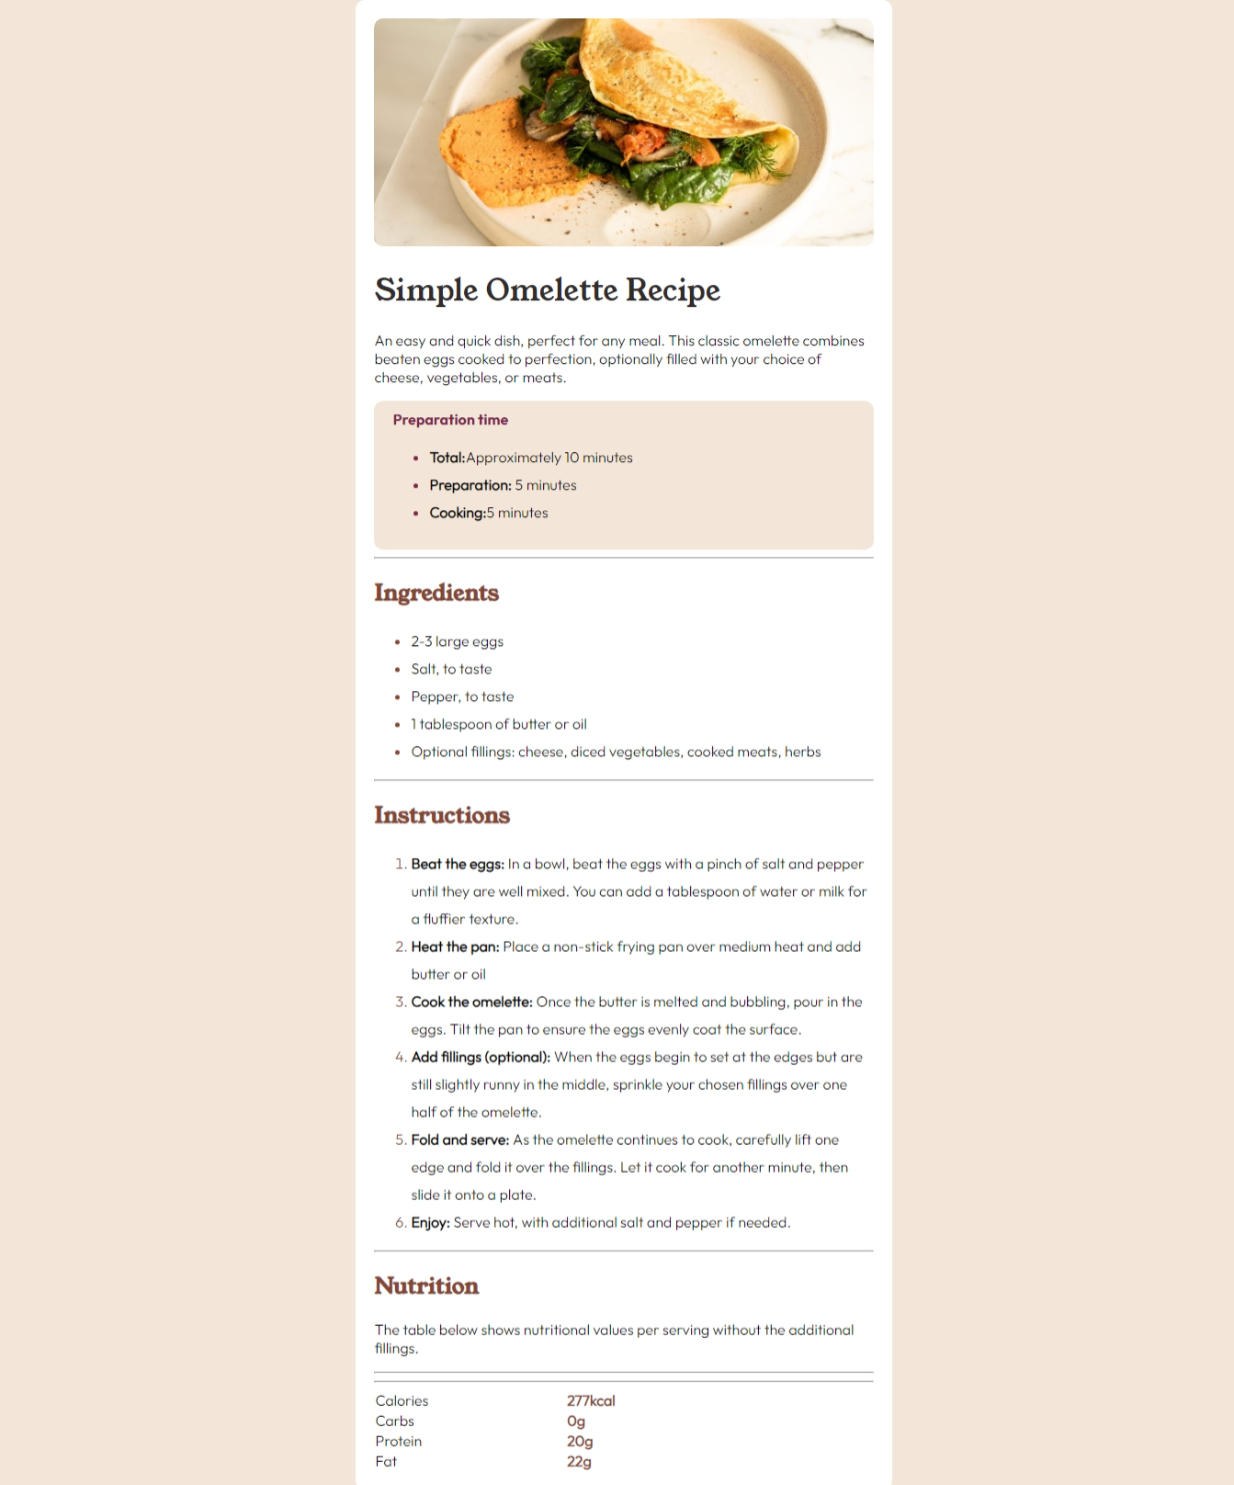 Simple Omelette Recipe
An easy and quick dish, perfect for any meal. This classic omelette combines
beaten eggs cooked to perfection, optionally filled with your choice of
cheese, vegetables, or meats.
Preparation time
• Total:Approximately 10 minutes
• Preparation: 5 minutes
• Cooking:5 minutes
Ingredients
• 2-3 large eggs
• Salt, to taste
• Pepper, to taste
• 1 tablespoon of butter or oil
• Optional fillings: cheese, diced vegetables, cooked meats, herbs
Instructions
1. Beat the eggs: In a bowl, beat the eggs with a pinch of salt and pepper
until they are well mixed. You can add a tablespoon of water or milk for
a fluffier texture.
2. Heat the pan: Place a non-stick frying pan over medium heat and add
butter or oil
3. Cook the omelette: Once the butter is melted and bubbling, pour in the
eggs. Tilt the pan to ensure the eggs evenly coat the surface.
4. Add fillings (optional): When the eggs begin to set at the edges but are
still slightly runny in the middle, sprinkle your chosen fillings over one
half of the omelette.
5. Fold and serve: As the omelette continues to cook, carefully lift one
edge and fold it over the fillings. Let it cook for another minute, then
slide it onto a plate.
6. Enjoy: Serve hot, with additional salt and pepper if needed.
Nutrition
The table below shows nutritional values per serving without the additional
fillings.
Calories 277kcal
Carbs 0g
Protein 20g
Fat 22g